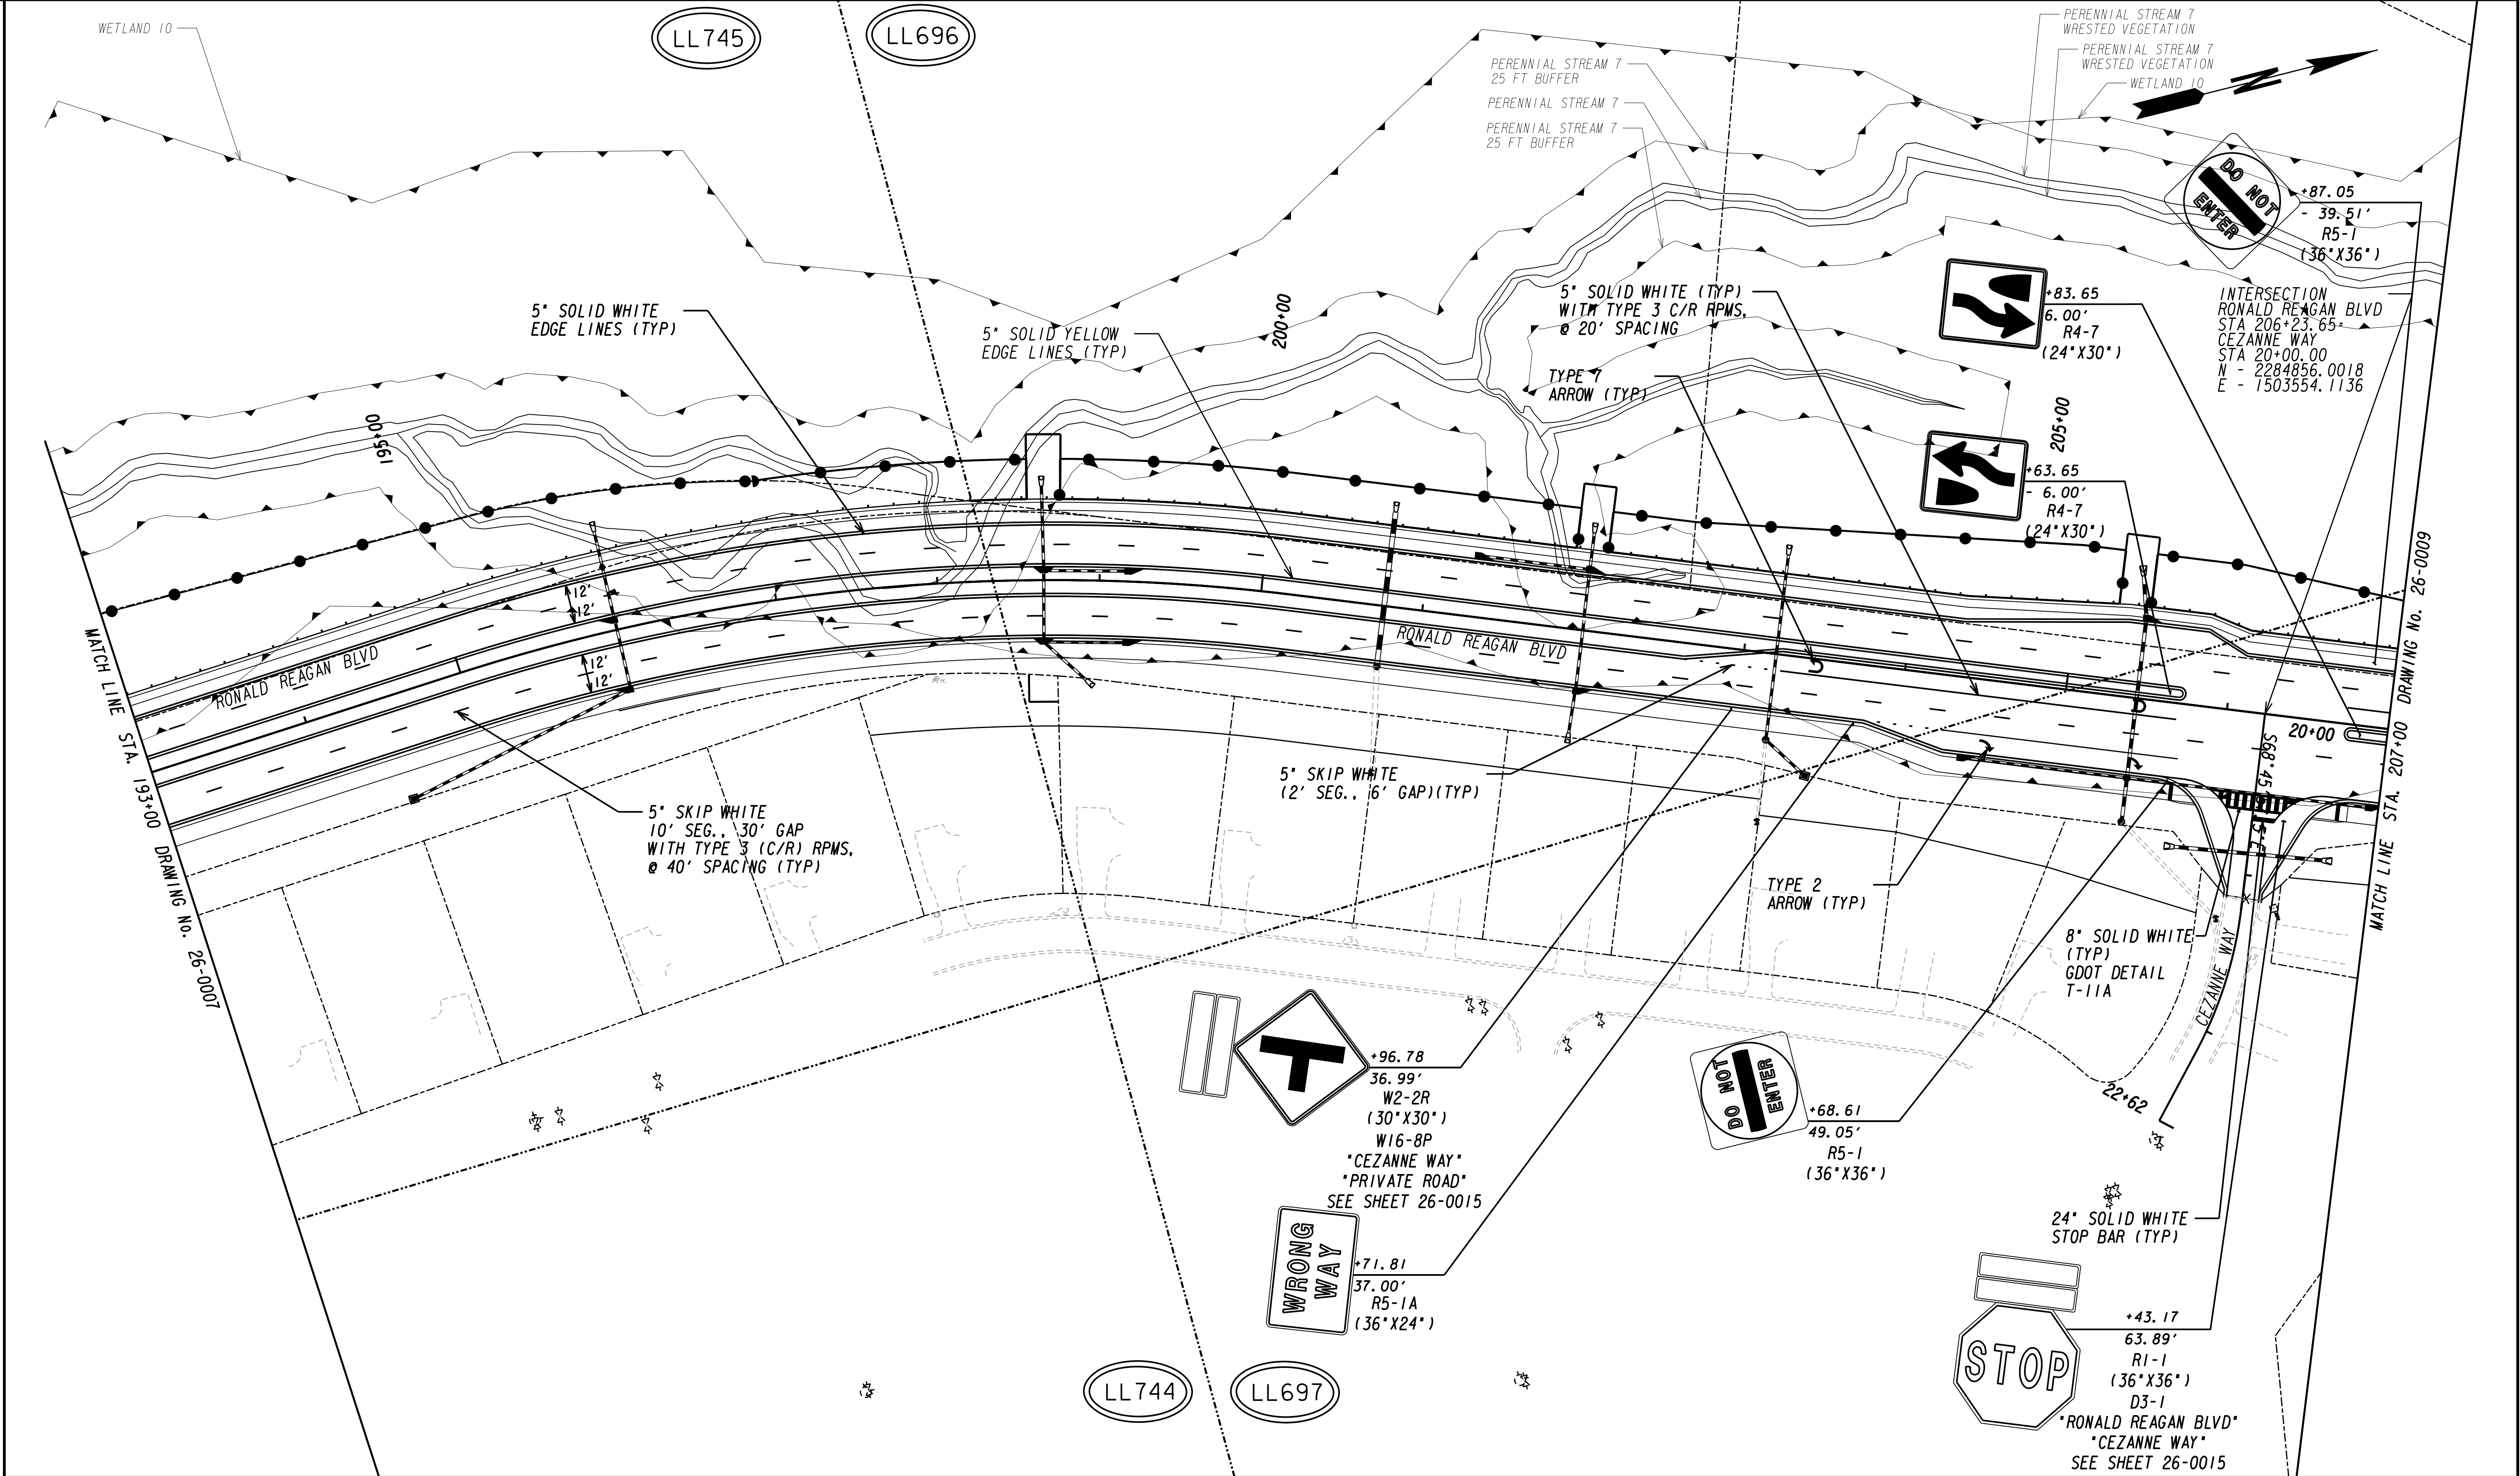 WETLAND 10
LL745
LL696
PERENNIAL STREAM 7
WRESTED VEGETATION
PERENNIAL STREAM 7
WRESTED VEGETATION
WETLAND 10
N
PERENNIAL STREAM 7
25 FT BUFFER
PERENNIAL STREAM 7
PERENNIAL STREAM 7
25 FT BUFFER
DO NOT
ENTER
+87.05
- 39.51'
R5-1
(36"X36")
+83.65
6.00'
R4-7
(24"X30")
INTERSECTION
RONALD REAGAN BLVD
STA 206+23.65=
CEZANNE WAY
STA 20+00.00
N - 2284856.0018
E - 1503554.1136
5" SOLID WHITE
EDGE LINES (TYP)
5" SOLID YELLOW
EDGE LINES (TYP)
200+00
5" SOLID WHITE (TYP)
WITH TYPE 3 C/R RPMS,
@ 20' SPACING
TYPE 7
ARROW (TYP)
195+00
205+00
+63.65
- 6.00'
R4-7
(24"X30")
12'
12'
12'
12'
RONALD REAGAN BLVD
RONALD REAGAN BLVD
MATCH LINE STA. 193+00 DRAWING No. 26-0007
MATCH LINE STA. 207+00 DRAWING No. 26-0009
20+00
5" SKIP WHITE
10' SEG., 30' GAP
WITH TYPE 3 (C/R) RPMS,
@ 40' SPACING (TYP)
5" SKIP WHITE
(2' SEG., 6' GAP)(TYP)
TYPE 2
ARROW (TYP)
8" SOLID WHITE
(TYP)
GDOT DETAIL
T-11A
CEZANNE WAY
22+62
+96.78
36.99'
W2-2R
(30"X30")
W16-8P
"CEZANNE WAY"
"PRIVATE ROAD"
SEE SHEET 26-0015
DO NOT
ENTER
+68.61
49.05'
R5-1
(36"X36")
WRONG
WAY
+71.81
37.00'
R5-1A
(36"X24")
24" SOLID WHITE
STOP BAR (TYP)
STOP
+43.17
63.89'
R1-1
(36"X36")
D3-1
"RONALD REAGAN BLVD"
"CEZANNE WAY"
SEE SHEET 26-0015
LL744
LL697